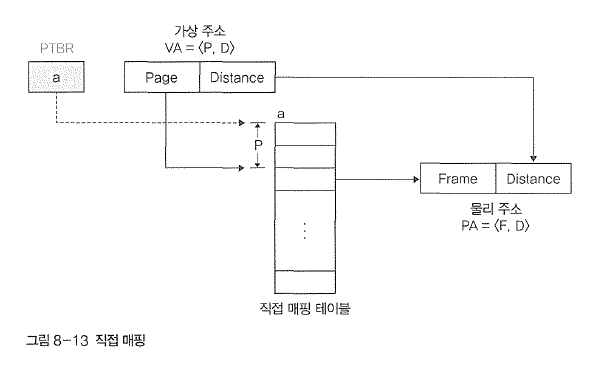 가상 주소
PTBR
VA = ⟨P, D⟩
a
Page
Distance
a
P
Frame
Distance
물리 주소
PA = ⟨F, D⟩
⋮
직접 매핑 테이블
그림 8-13 직접 매핑